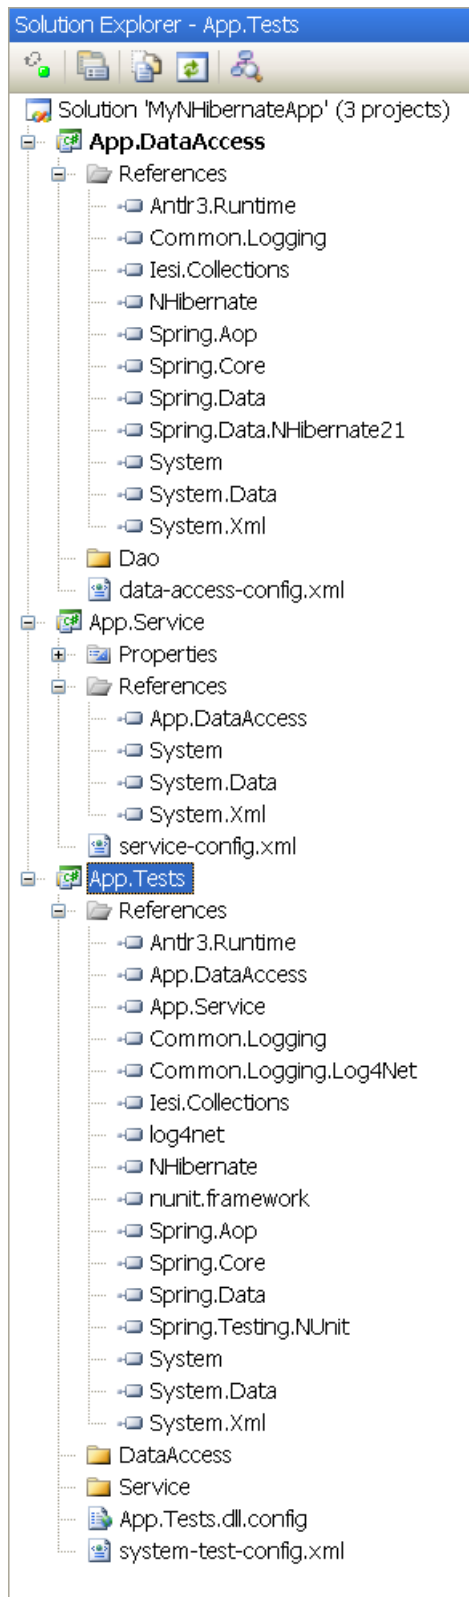 Solution Explorer - App.Tests
Solution 'MyNHibernateApp' (3 projects)
App.DataAccess
References
Antlr3.Runtime
Common.Logging
Iesi.Collections
NHibernate
Spring.Aop
Spring.Core
Spring.Data
Spring.Data.NHibernate21
System
System.Data
System.Xml
Dao
data-access-config.xml
App.Service
Properties
References
App.DataAccess
System
System.Data
System.Xml
service-config.xml
App.Tests
References
Antlr3.Runtime
App.DataAccess
App.Service
Common.Logging
Common.Logging.Log4Net
Iesi.Collections
log4net
NHibernate
nunit.framework
Spring.Aop
Spring.Core
Spring.Data
Spring.Testing.NUnit
System
System.Data
System.Xml
DataAccess
Service
App.Tests.dll.config
system-test-config.xml